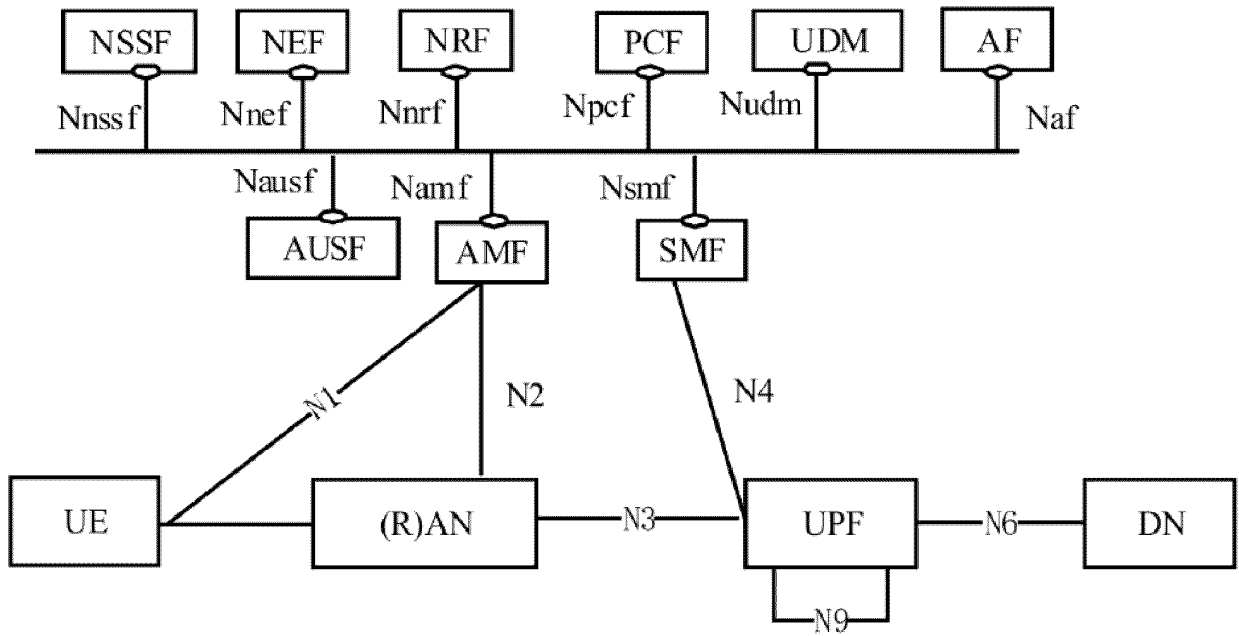 NSSF NEF NRF PCF UDM AF
Nnssf Nnef Nnrf Npcf Nudm Naf
Nausf Namf Nsmf
AUSF AMF SMF
N1 N2 N4
UE (R)AN N3 UPF N6 DN
N9